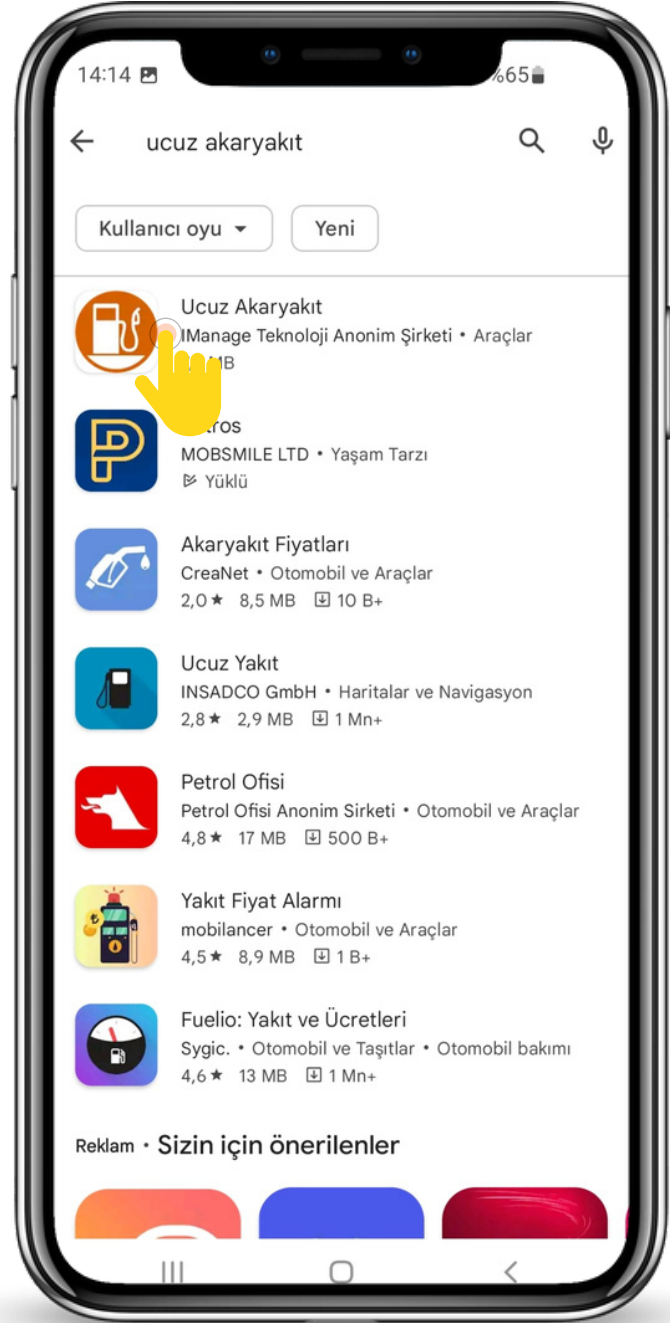 14:14
%65
ucuz akaryakıt
Kullanıcı oyu
Yeni
Ucuz Akaryakıt
IManage Teknoloji Anonim Şirketi • Araçlar
MB
MOBSMILE LTD • Yaşam Tarzı
Yüklü
Akaryakıt Fiyatları
CreaNet • Otomobil ve Araçlar
2,0★ 8,5 MB 10 B+
Ucuz Yakıt
INSADCO GmbH • Haritalar ve Navigasyon
2,8★ 2,9 MB 1 Mn+
Petrol Ofisi
Petrol Ofisi Anonim Sirketi • Otomobil ve Araçlar
4,8★ 17 MB 500 B+
Yakıt Fiyat Alarmı
mobilancer • Otomobil ve Araçlar
4,5★ 8,9 MB 1 B+
Fuelio: Yakıt ve Ücretleri
Sygic. • Otomobil ve Taşıtlar • Otomobil bakımı
4,6★ 13 MB 1 Mn+
Reklam • Sizin için önerilenler